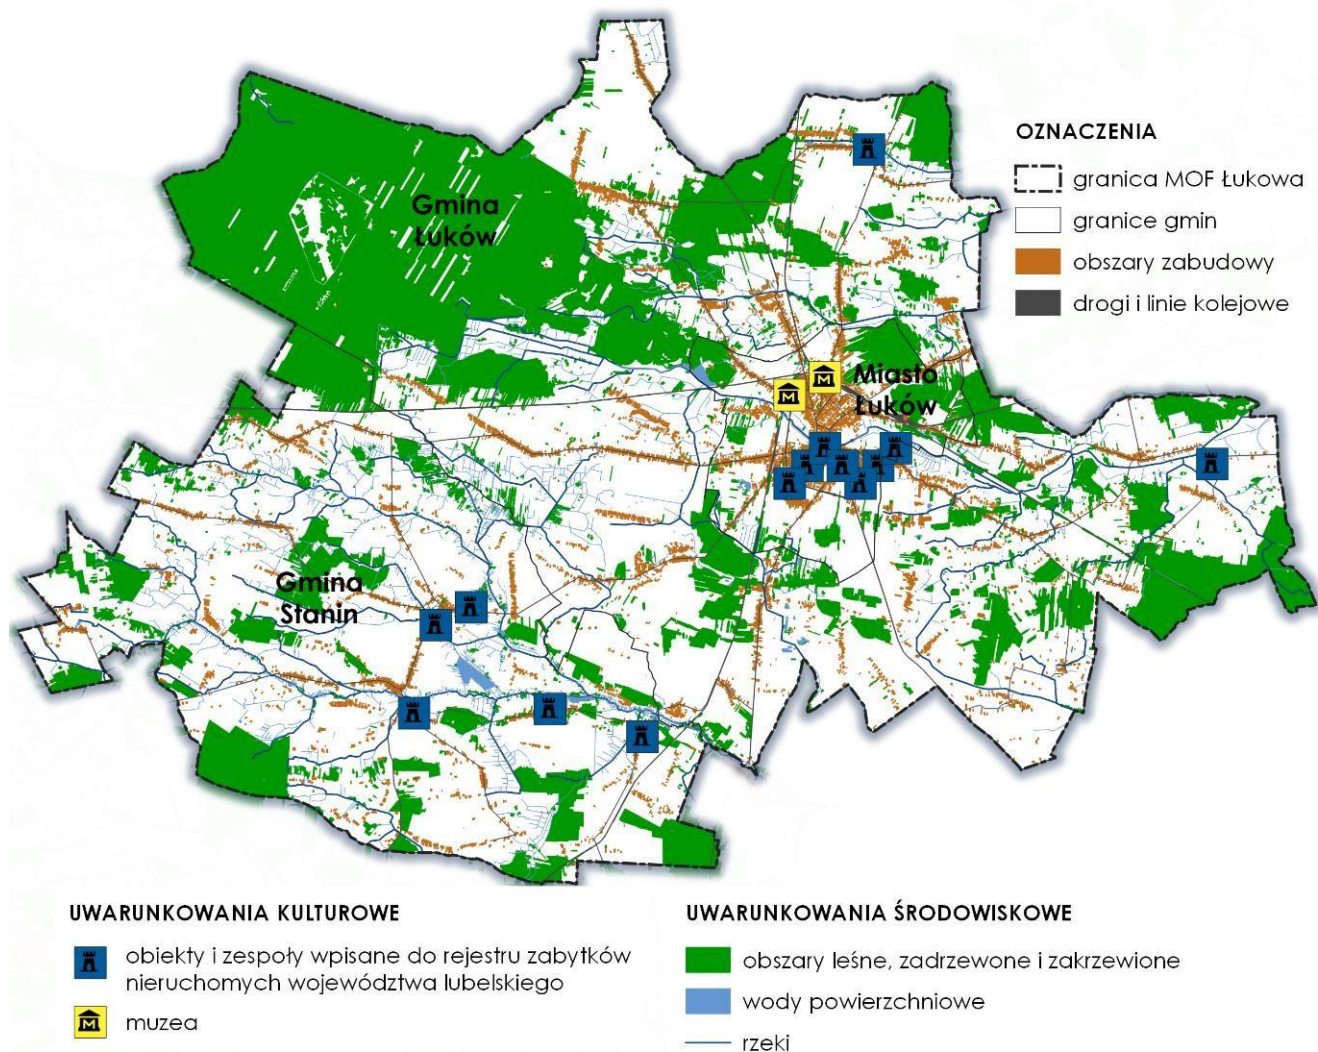 Gmina
Łuków
Miasto
Łuków
Gmina
Stanin
OZNACZENIA
granica MOF Łukowa
granice gmin
obszary zabudowy
drogi i linie kolejowe
UWARUNKOWANIA KULTUROWE
obiekty i zespoły wpisane do rejestru zabytków
nieruchomych województwa lubelskiego
M
muzea
UWARUNKOWANIA ŚRODOWISKOWE
obszary leśne, zadrzewone i zakrzewione
wody powierzchniowe
rzeki